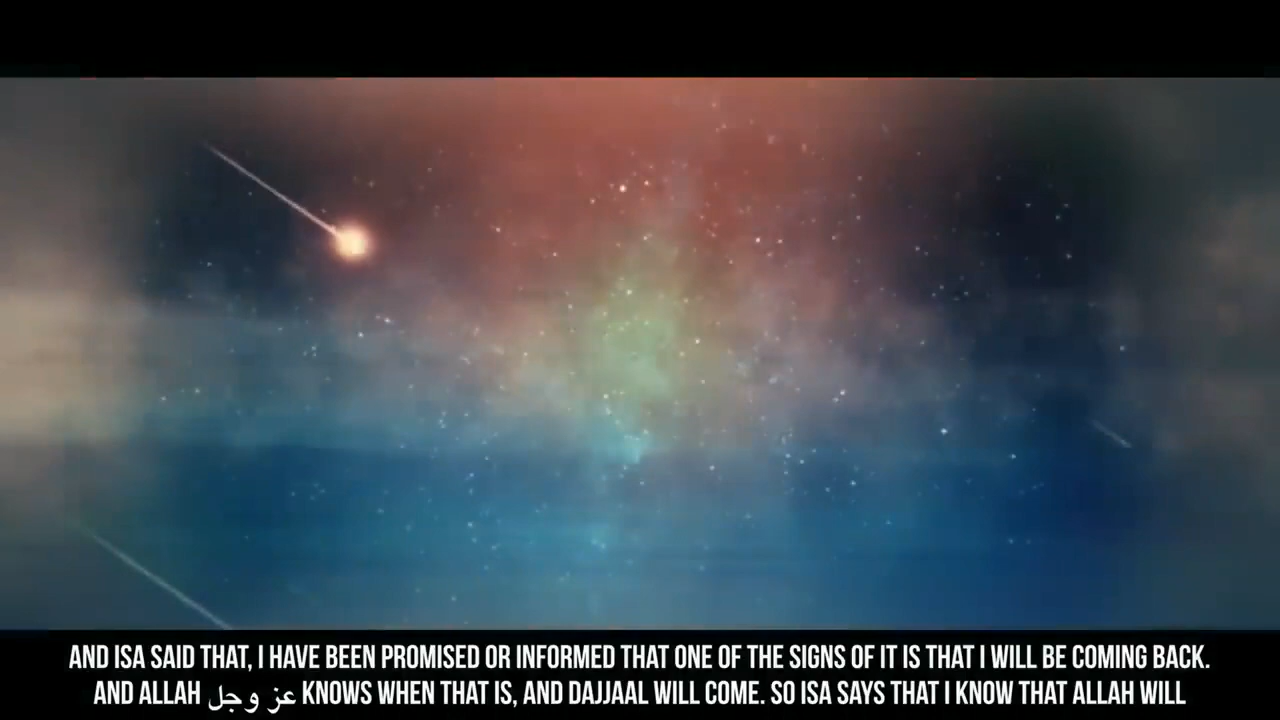 AND ISA SAID THAT, I HAVE BEEN PROMISED OR INFORMED THAT ONE OF THE SIGNS OF IT IS THAT I WILL BE COMING BACK.
AND ALLAH عز وجل KNOWS WHEN THAT IS, AND DAJJAAL WILL COME. SO ISA SAYS THAT I KNOW THAT ALLAH WILL